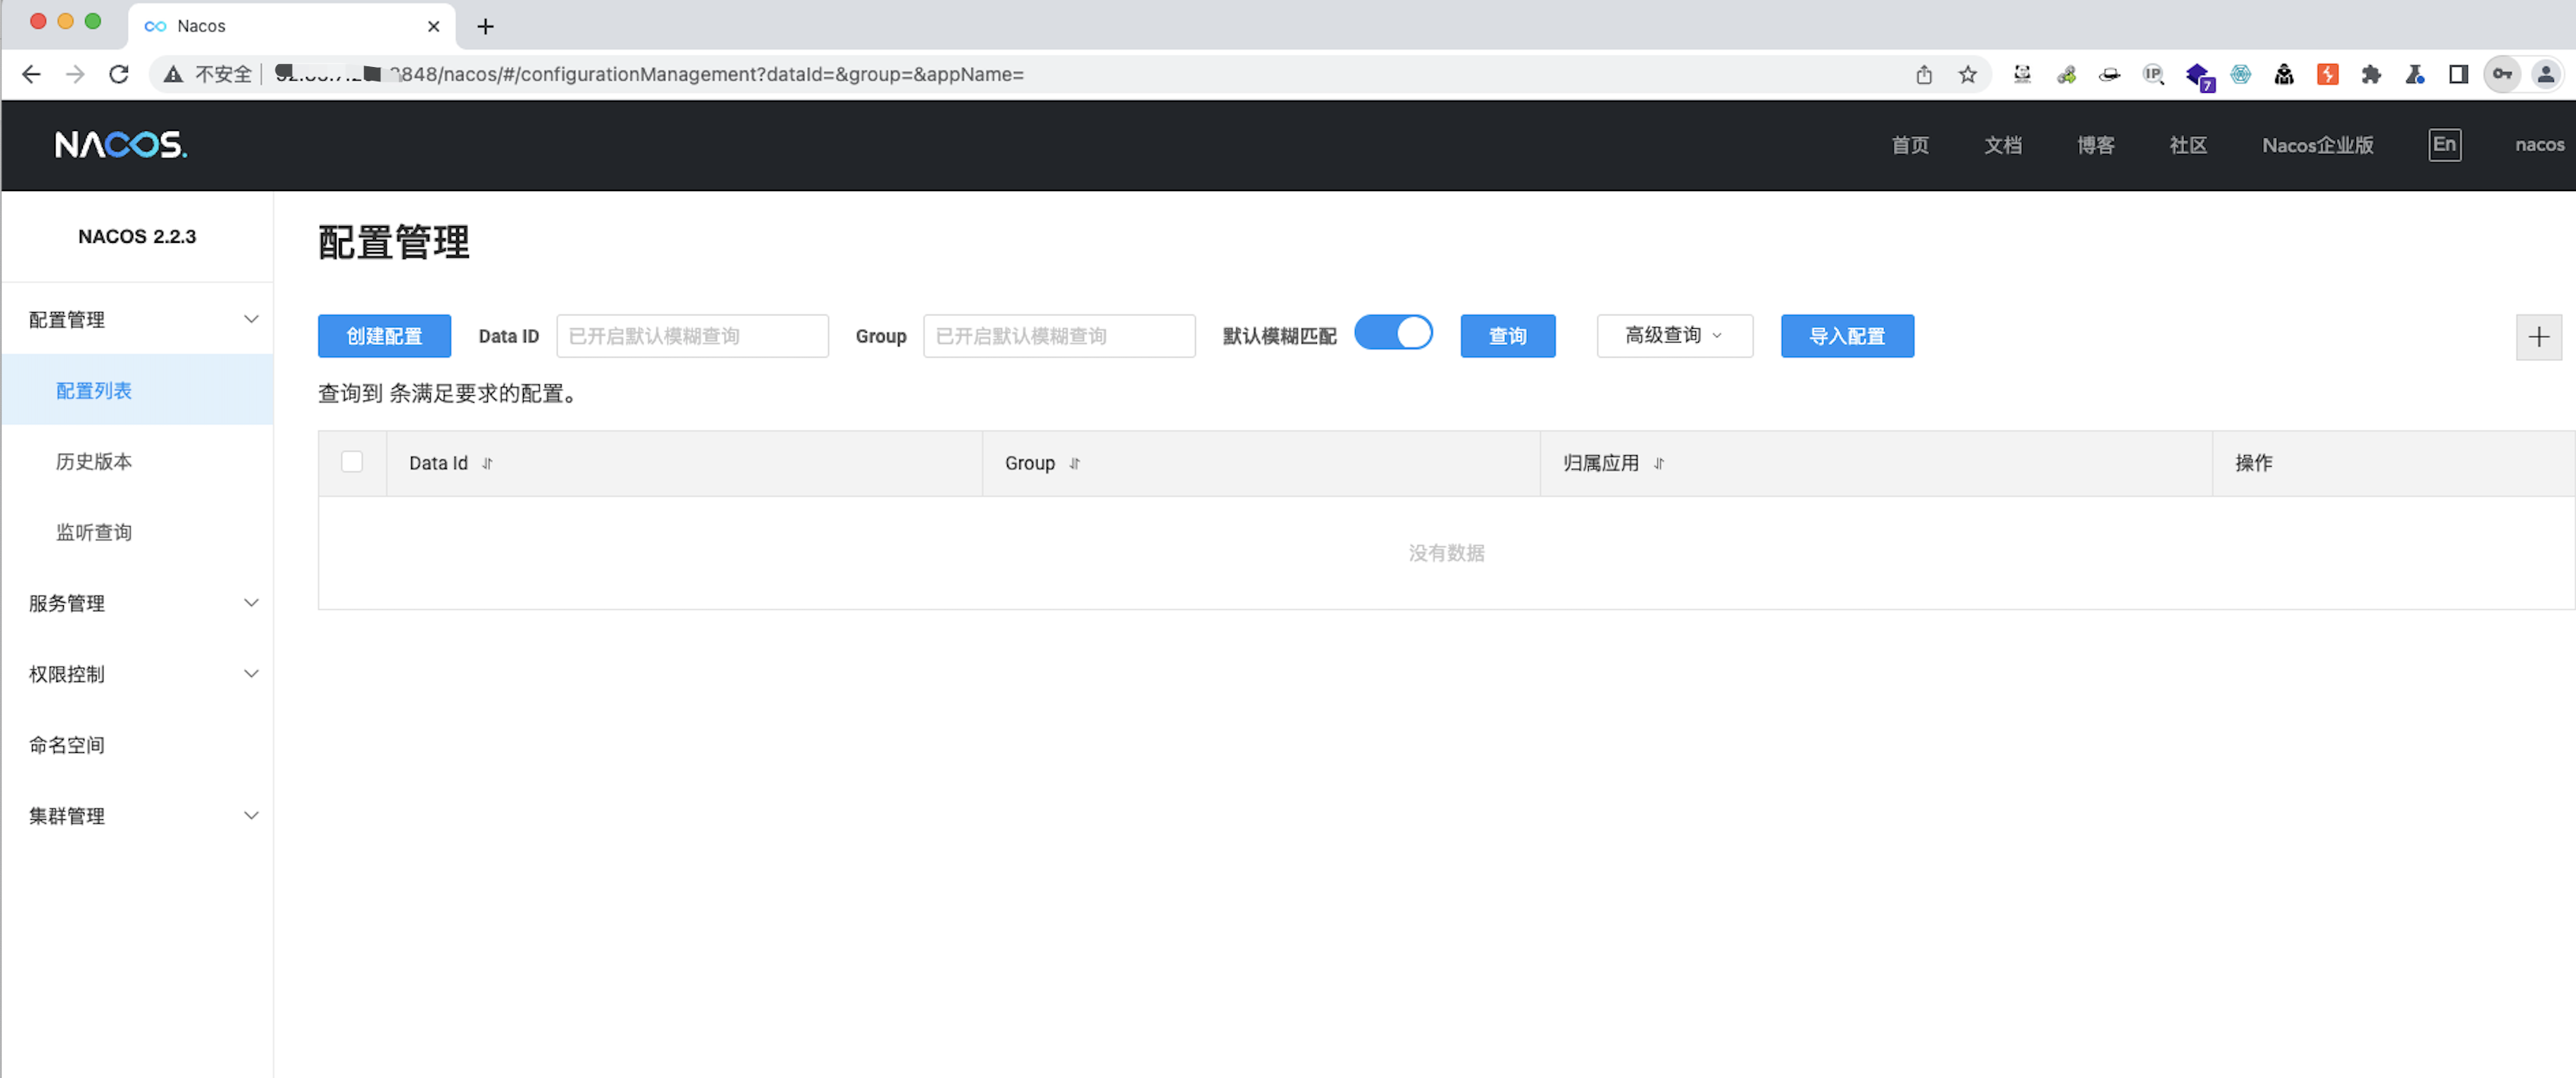 Nacos
不安全
848/nacos/#/configurationManagement?dataId=&group=&appName=
IP
7
NACOS.
首页 文档 博客 社区 Nacos企业版 En nacos
NACOS 2.2.3
配置管理
配置列表
历史版本
监听查询
服务管理
权限控制
命名空间
集群管理
配置管理
创建配置 Data ID 已开启默认模糊查询 Group 已开启默认模糊查询 默认模糊匹配 查询 高级查询 导入配置
查询到 条满足要求的配置。
Data Id Group 归属应用 操作
没有数据